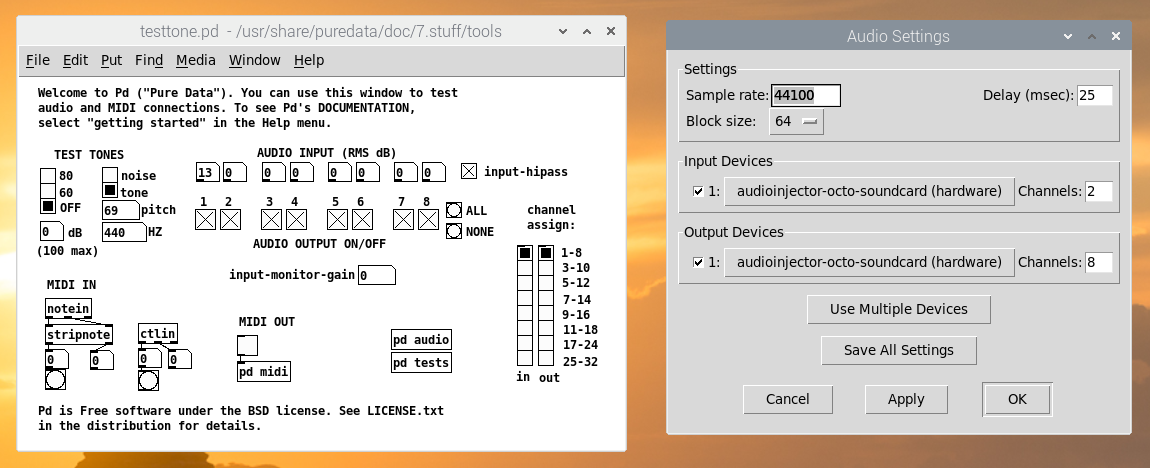 testtone.pd - /usr/share/puredata/doc/7.stuff/tools
File Edit Put Find Media Window Help
Welcome to Pd ("Pure Data"). You can use this window to test
audio and MIDI connections. To see Pd's DOCUMENTATION,
select "getting started" in the Help menu.
TEST TONES
80
60
OFF
noise
tone
69 pitch
0 dB
440 HZ
(100 max)
AUDIO INPUT (RMS dB)
13 0 0 0 0 0 0 0
input-hipass
1 2 3 4 5 6 7 8
ALL
NONE
AUDIO OUTPUT ON/OFF
input-monitor-gain 0
channel
assign:
1-8
3-10
5-12
7-14
9-16
11-18
17-24
25-32
in out
MIDI IN
notein
stripnote
0 0
ctlin
0 0
MIDI OUT
pd midi
pd audio
pd tests
Pd is Free software under the BSD license. See LICENSE.txt
in the distribution for details.
Audio Settings
Settings
Sample rate: 44100 Delay (msec): 25
Block size: 64
Input Devices
1: audioinjector-octo-soundcard (hardware) Channels: 2
Output Devices
1: audioinjector-octo-soundcard (hardware) Channels: 8
Use Multiple Devices
Save All Settings
Cancel Apply OK